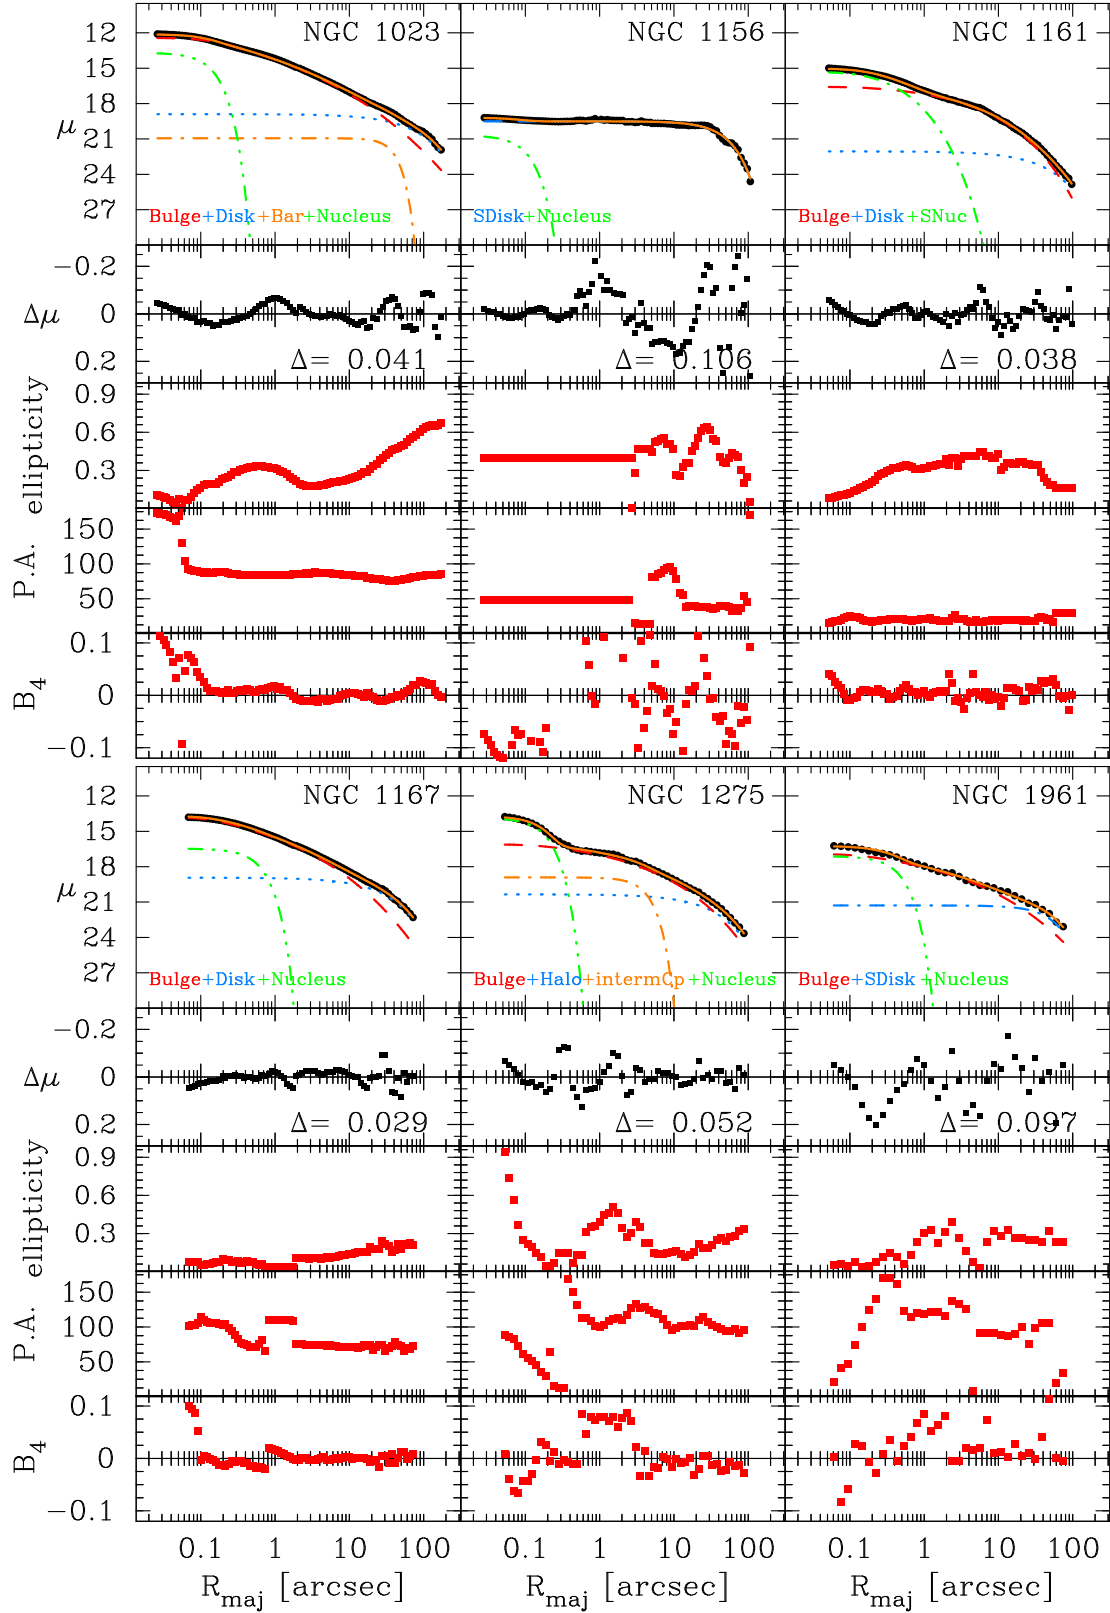 NGC 1023 NGC 1156 NGC 1161
12
15
18
μ
21
24
27
Bulge+Disk+Bar+Nucleus SDisk+Nucleus Bulge+Disk+SNuc
−0.2
Δμ 0
0.2
Δ= 0.041 Δ= 0.106 Δ= 0.038
ellipticity
0.9
0.6
0.3
P.A.
150
100
50
B4
0.1
0
−0.1
NGC 1167 NGC 1275 NGC 1961
12
15
18
μ
21
24
27
Bulge+Disk+Nucleus Bulge+Halo+intermCp+Nucleus Bulge+SDisk+Nucleus
−0.2
Δμ 0
0.2
Δ= 0.029 Δ= 0.052 Δ= 0.097
ellipticity
0.9
0.6
0.3
P.A.
150
100
50
B4
0.1
0
−0.1
0.1 1 10 100 0.1 1 10 100 0.1 1 10 100
Rmaj [arcsec] Rmaj [arcsec] Rmaj [arcsec]